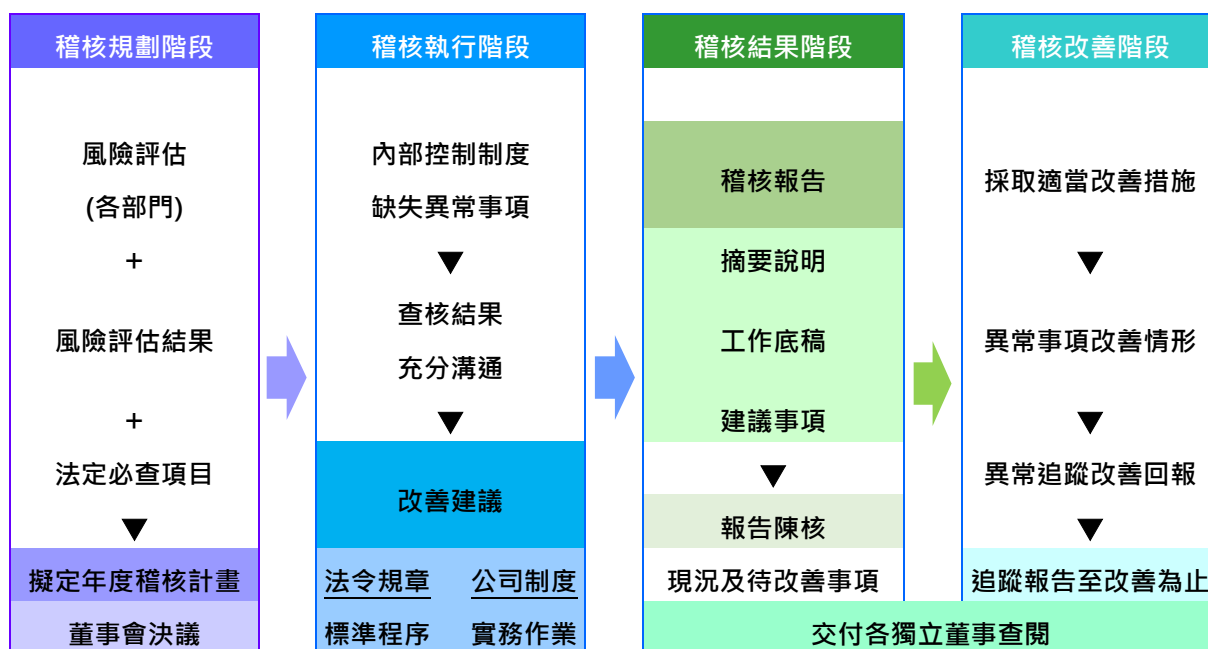 稽核規劃階段
風險評估
(各部門)
+
風險評估結果
+
法定必查項目
擬定年度稽核計畫
董事會決議
稽核執行階段
內部控制制度
缺失異常事項
查核結果
充分溝通
改善建議
法令規章 公司制度
標準程序 實務作業
稽核結果階段
稽核報告
摘要說明
工作底稿
建議事項
報告陳核
現況及待改善事項
稽核改善階段
採取適當改善措施
異常事項改善情形
異常追蹤改善回報
追蹤報告至改善為止
交付各獨立董事查閱